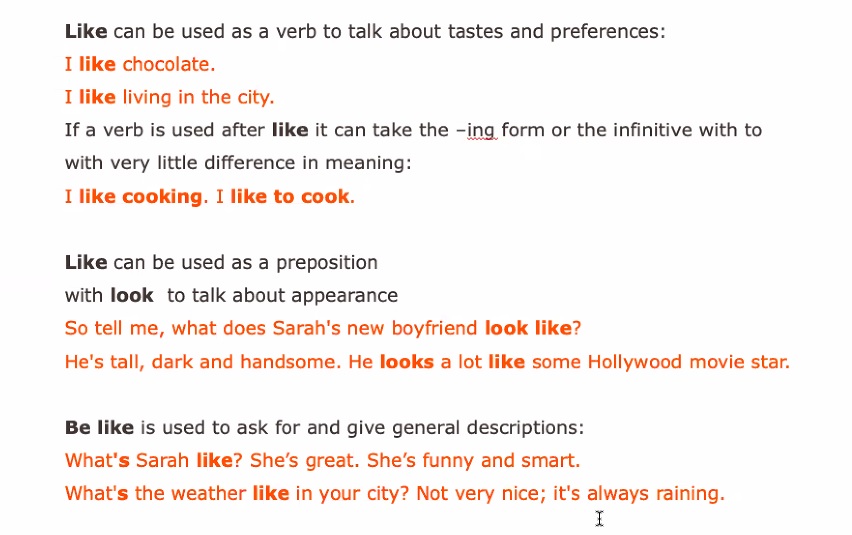 Like can be used as a verb to talk about tastes and preferences:
I like chocolate.
I like living in the city.
If a verb is used after like it can take the –ing form or the infinitive with to
with very little difference in meaning:
I like cooking. I like to cook.
Like can be used as a preposition
with look  to talk about appearance
So tell me, what does Sarah's new boyfriend look like?
He's tall, dark and handsome. He looks a lot like some Hollywood movie star.
Be like is used to ask for and give general descriptions:
What's Sarah like? She’s great. She’s funny and smart.
What's the weather like in your city? Not very nice; it's always raining.